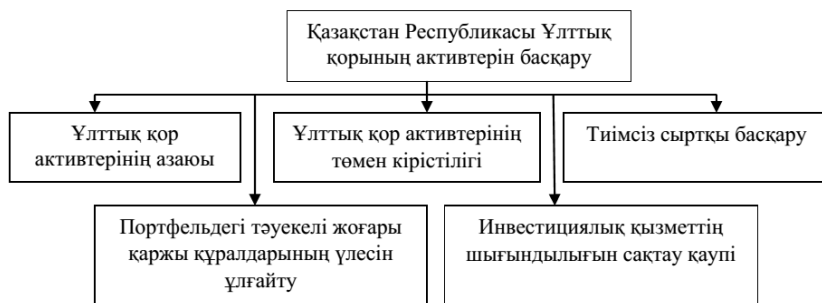 Қазақстан Республикасы Ұлттық
қорының активтерін басқару
Ұлттық қор
активтерінің азаюы
Ұлттық қор активтерінің
төмен кірістілігі
Тиімсіз сыртқы басқару
Портфельдегі тәуекелі жоғары
қаржы құралдарының үлесін
ұлғайту
Инвестициялық қызметтің
шығындылығын сақтау қаупі